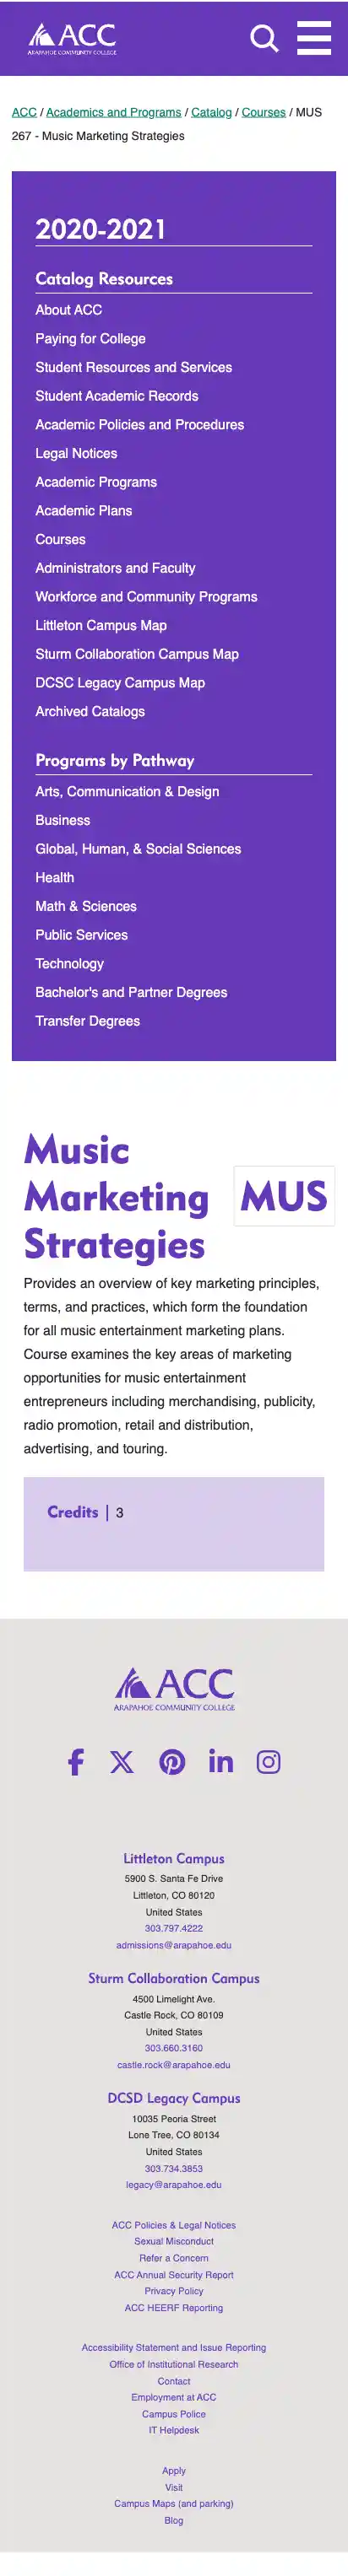 ACC
ARAPAHOE COMMUNITY COLLEGE
ACC / Academics and Programs / Catalog / Courses / MUS
267 - Music Marketing Strategies
2020-2021
Catalog Resources
About ACC
Paying for College
Student Resources and Services
Student Academic Records
Academic Policies and Procedures
Legal Notices
Academic Programs
Academic Plans
Courses
Administrators and Faculty
Workforce and Community Programs
Littleton Campus Map
Sturm Collaboration Campus Map
DCSC Legacy Campus Map
Archived Catalogs
Programs by Pathway
Arts, Communication & Design
Business
Global, Human, & Social Sciences
Health
Math & Sciences
Public Services
Technology
Bachelor's and Partner Degrees
Transfer Degrees
Music
Marketing
Strategies
MUS
Provides an overview of key marketing principles,
terms, and practices, which form the foundation
for all music entertainment marketing plans.
Course examines the key areas of marketing
opportunities for music entertainment
entrepreneurs including merchandising, publicity,
radio promotion, retail and distribution,
advertising, and touring.
Credits | 3
ACC
ARAPAHOE COMMUNITY COLLEGE
Littleton Campus
5900 S. Santa Fe Drive
Littleton, CO 80120
United States
303.797.4222
admissions@arapahoe.edu
Sturm Collaboration Campus
4500 Limelight Ave.
Castle Rock, CO 80109
United States
303.660.3160
castle.rock@arapahoe.edu
DCSD Legacy Campus
10035 Peoria Street
Lone Tree, CO 80134
United States
303.734.3853
legacy@arapahoe.edu
ACC Policies & Legal Notices
Sexual Misconduct
Refer a Concern
ACC Annual Security Report
Privacy Policy
ACC HEERF Reporting
Accessibility Statement and Issue Reporting
Office of Institutional Research
Contact
Employment at ACC
Campus Police
IT Helpdesk
Apply
Visit
Campus Maps (and parking)
Blog